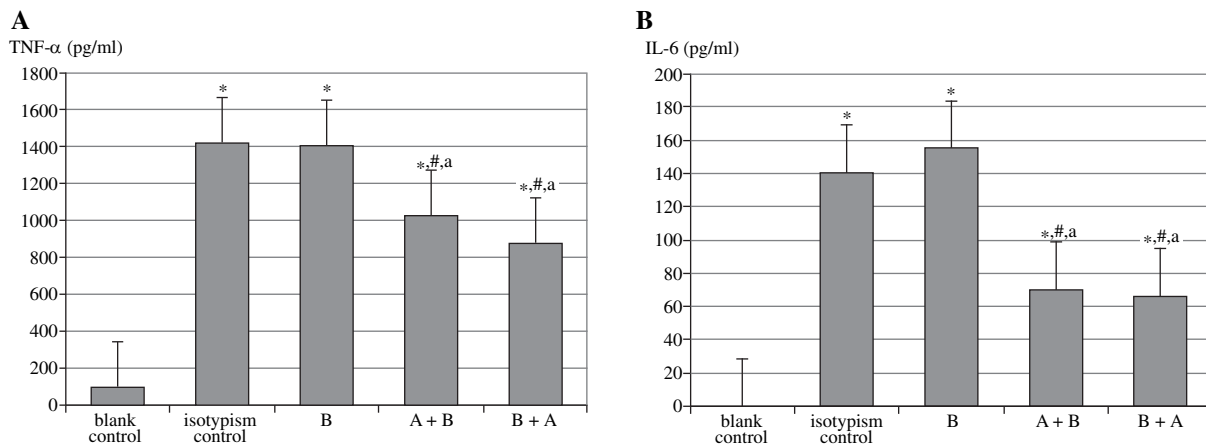 A
TNF-α (pg/ml)
1800
1600
1400
1200
1000
800
600
400
200
0
*
*
*,#,a
*,#,a
blank control
isotypism control
B
A + B
B + A
B
IL-6 (pg/ml)
200
180
160
140
120
100
80
60
40
20
0
*
*
*,#,a
*,#,a
blank control
isotypism control
B
A + B
B + A